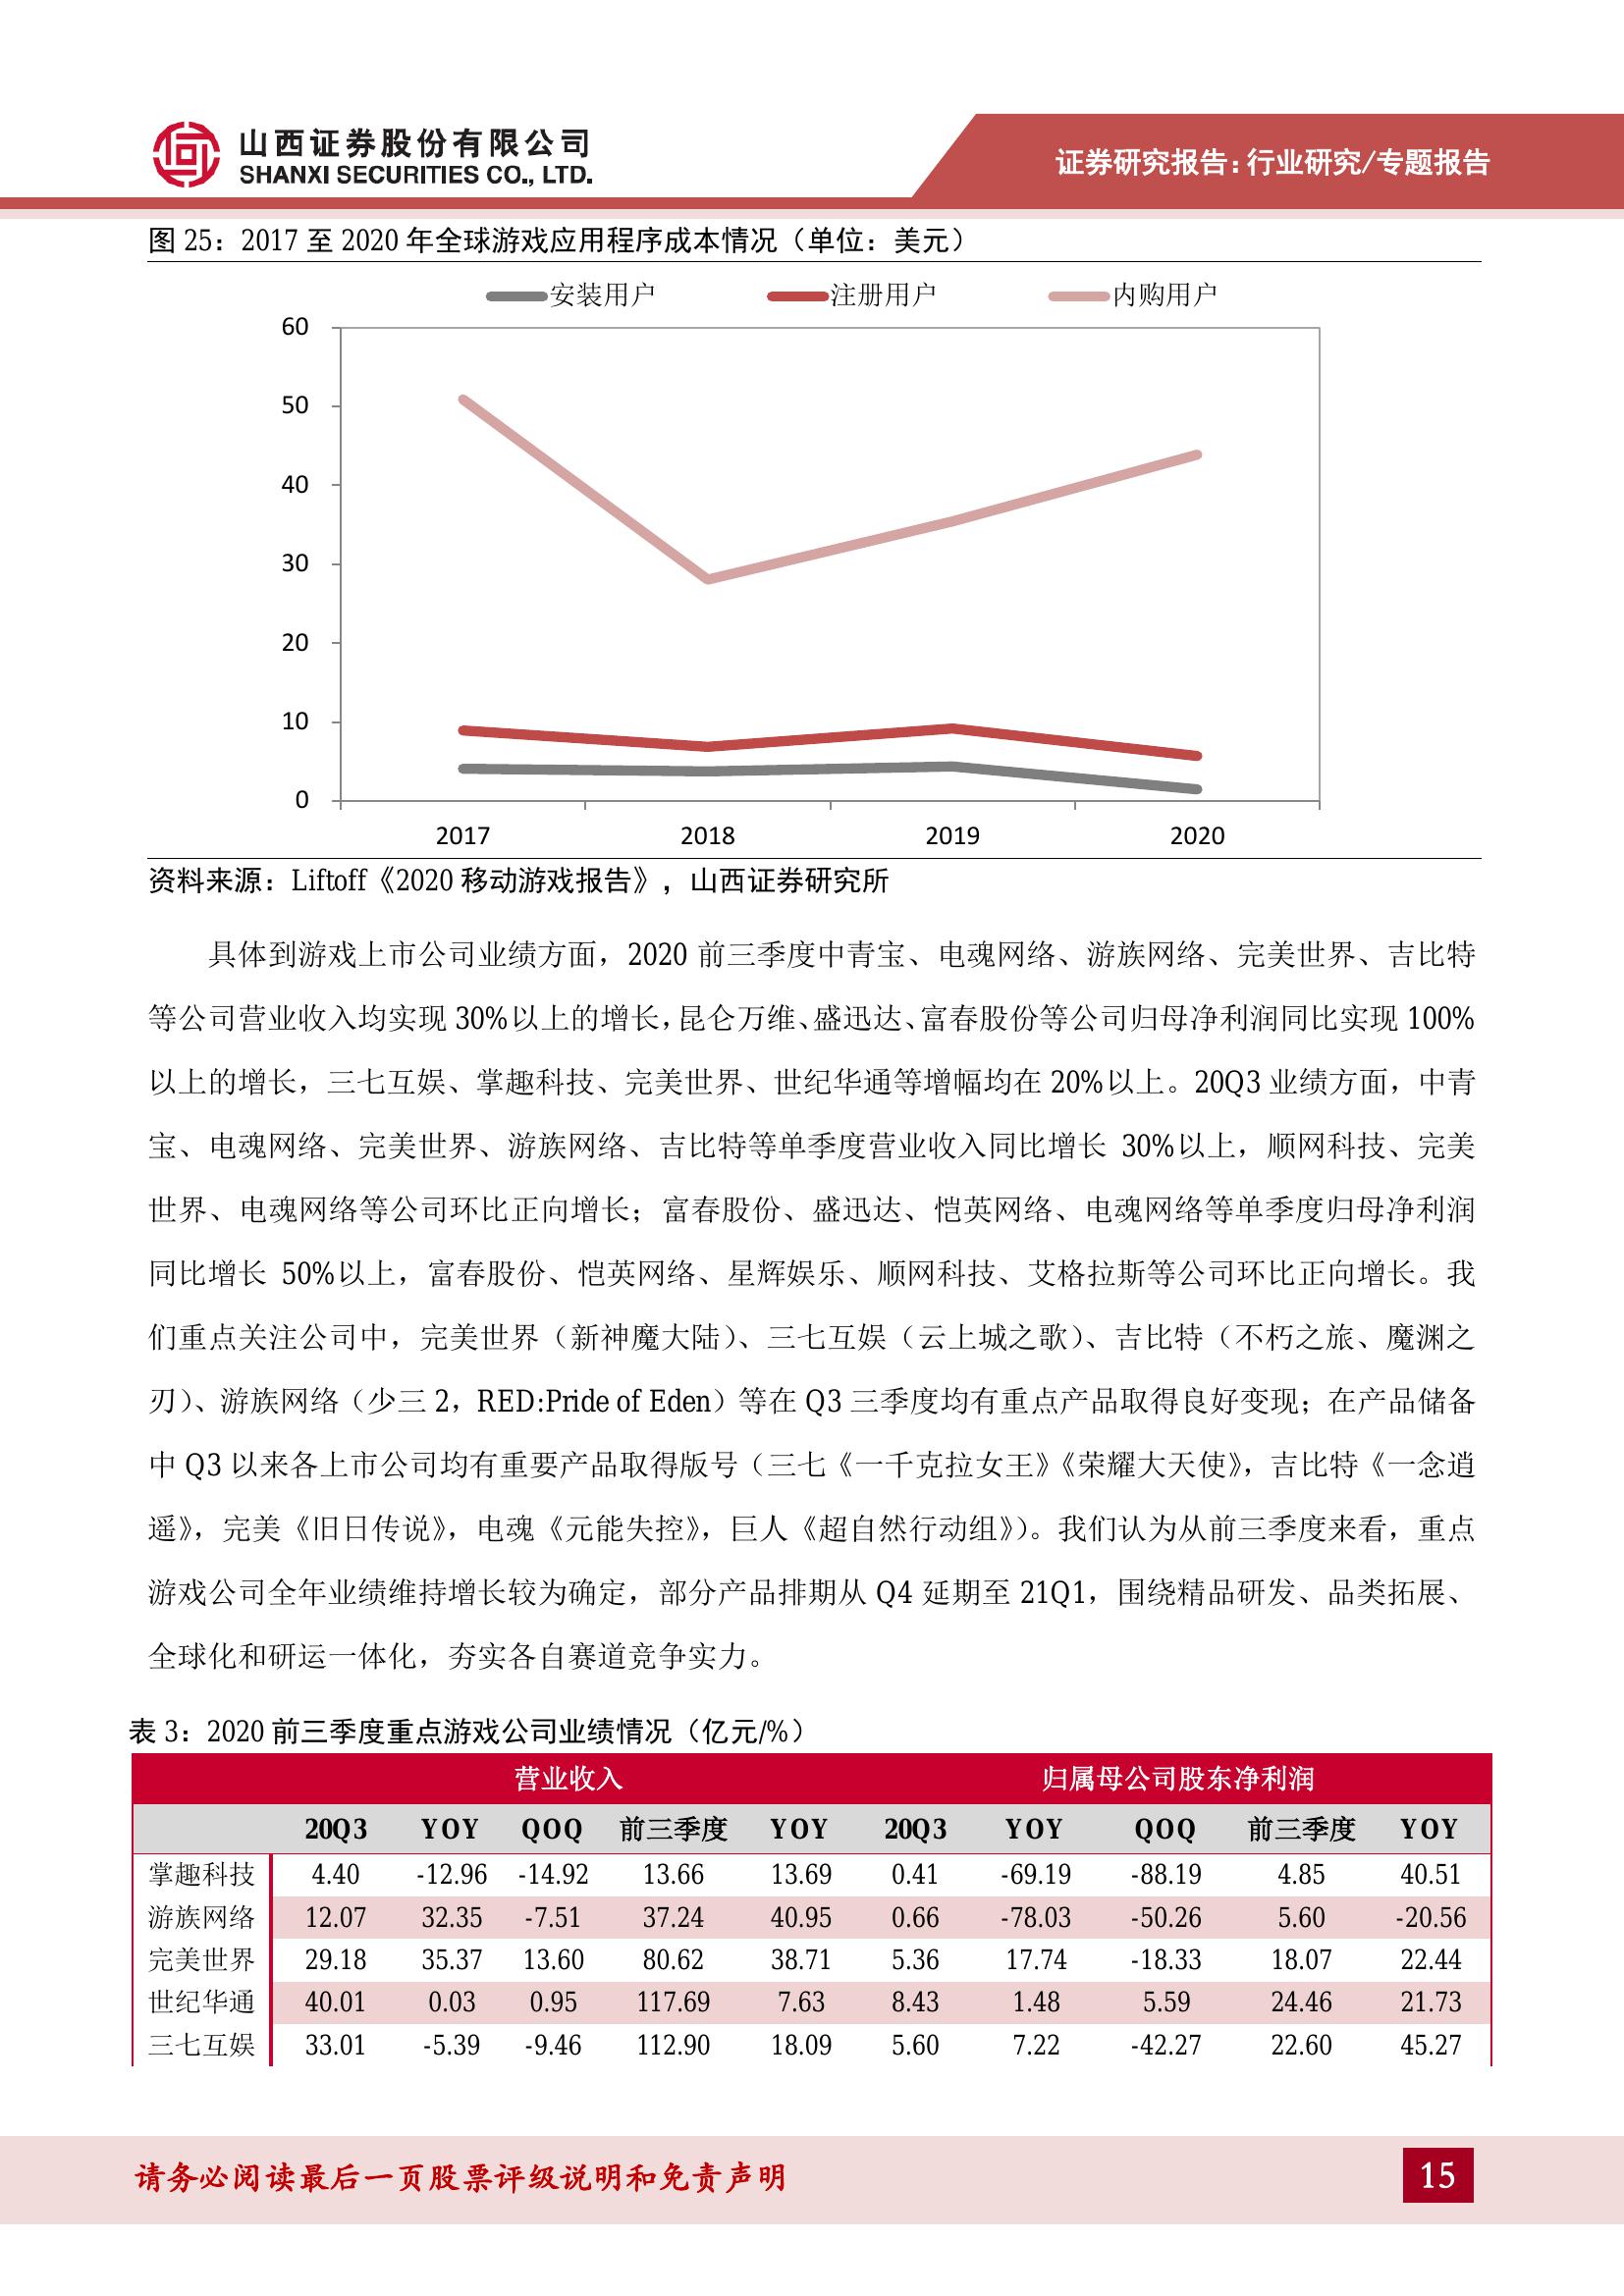 山西证券股份有限公司
SHANXI SECURITIES CO., LTD.
证券研究报告：行业研究/专题报告
图 25：2017 至 2020 年全球游戏应用程序成本情况（单位：美元）
安装用户 注册用户 内购用户
60
50
40
30
20
10
0
2017 2018 2019 2020
资料来源：Liftoff《2020 移动游戏报告》，山西证券研究所
具体到游戏上市公司业绩方面，2020 前三季度中青宝、电魂网络、游族网络、完美世界、吉比特
等公司营业收入均实现 30%以上的增长，昆仑万维、盛迅达、富春股份等公司归母净利润同比实现 100%
以上的增长，三七互娱、掌趣科技、完美世界、世纪华通等增幅均在 20%以上。20Q3 业绩方面，中青
宝、电魂网络、完美世界、游族网络、吉比特等单季度营业收入同比增长 30%以上，顺网科技、完美
世界、电魂网络等公司环比正向增长；富春股份、盛迅达、恺英网络、电魂网络等单季度归母净利润
同比增长 50%以上，富春股份、恺英网络、星辉娱乐、顺网科技、艾格拉斯等公司环比正向增长。我
们重点关注公司中，完美世界（新神魔大陆）、三七互娱（云上城之歌）、吉比特（不朽之旅、魔渊之
刃）、游族网络（少三 2，RED:Pride of Eden）等在 Q3 三季度均有重点产品取得良好变现；在产品储备
中 Q3 以来各上市公司均有重要产品取得版号（三七《一千克拉女王》《荣耀大天使》，吉比特《一念逍
遥》，完美《旧日传说》，电魂《元能失控》，巨人《超自然行动组》）。我们认为从前三季度来看，重点
游戏公司全年业绩维持增长较为确定，部分产品排期从 Q4 延期至 21Q1，围绕精品研发、品类拓展、
全球化和研运一体化，夯实各自赛道竞争实力。
表 3：2020 前三季度重点游戏公司业绩情况（亿元/%）
营业收入 归属母公司股东净利润
20Q3 YOY QOQ 前三季度 YOY 20Q3 YOY QOQ 前三季度 YOY
掌趣科技 4.40 -12.96 -14.92 13.66 13.69 0.41 -69.19 -88.19 4.85 40.51
游族网络 12.07 32.35 -7.51 37.24 40.95 0.66 -78.03 -50.26 5.60 -20.56
完美世界 29.18 35.37 13.60 80.62 38.71 5.36 17.74 -18.33 18.07 22.44
世纪华通 40.01 0.03 0.95 117.69 7.63 8.43 1.48 5.59 24.46 21.73
三七互娱 33.01 -5.39 -9.46 112.90 18.09 5.60 7.22 -42.27 22.60 45.27
请务必阅读最后一页股票评级说明和免责声明
15